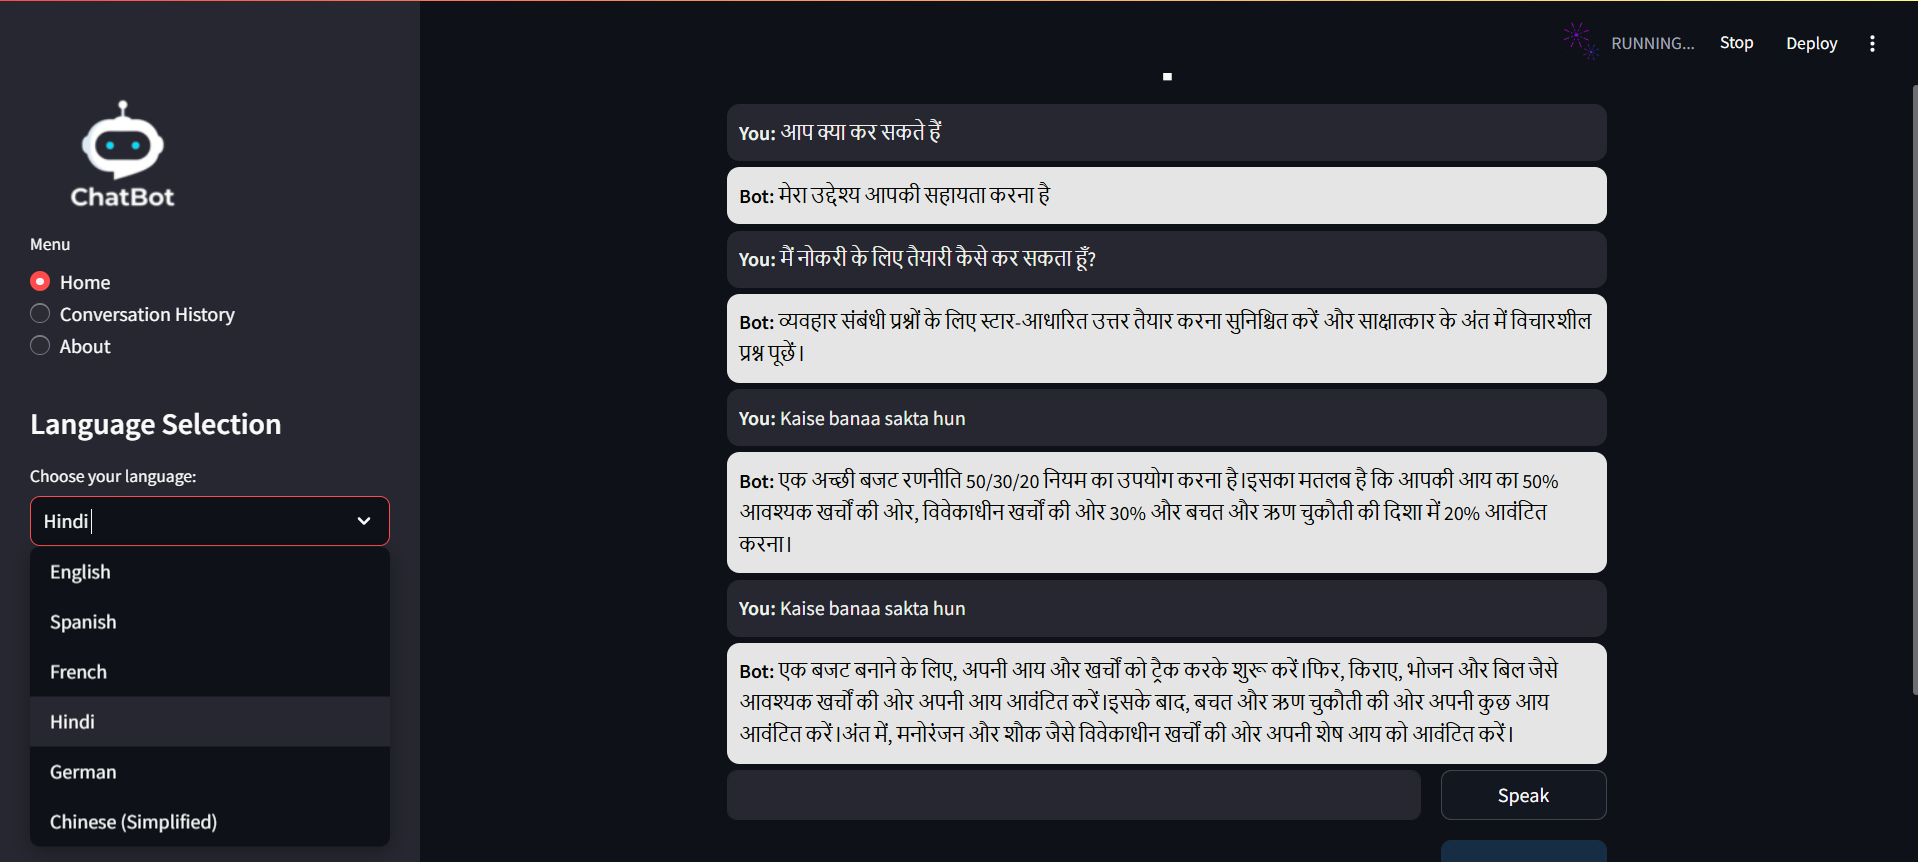 RUNNING...
Stop
Deploy
ChatBot
Menu
Home
Conversation History
About
Language Selection
Choose your language:
Hindi
English
Spanish
French
Hindi
German
Chinese (Simplified)
You: आप क्या कर सकते हैं
Bot: मेरा उद्देश्य आपकी सहायता करना है
You: मैं नोकरी के लिए तैयारी कैसे कर सकता हूँ?
Bot: व्यवहार संबंधी प्रश्नों के लिए स्टार-आधारित उत्तर तैयार करना सुनिश्चित करें और साक्षात्कार के अंत में विचारशील
प्रश्न पूछें।
You: Kaise banaa sakta hun
Bot: एक अच्छी बजट रणनीति 50/30/20 नियम का उपयोग करना है।इसका मतलब है कि आपकी आय का 50%
आवश्यक खर्चों की ओर, विवेकाधीन खर्चों की ओर 30% और बचत और ऋण चुकौती की दिशा में 20% आवंटित
करना।
You: Kaise banaa sakta hun
Bot: एक बजट बनाने के लिए, अपनी आय और खर्चों को ट्रैक करके शुरू करें।फिर, किराए, भोजन और बिल जैसे
आवश्यक खर्चों की ओर अपनी आय आवंटित करें।इसके बाद, बचत और ऋण चुकौती की ओर अपनी कुछ आय
आवंटित करें।अंत में, मनोरंजन और शौक जैसे विवेकाधीन खर्चों की ओर अपनी शेष आय को आवंटित करें।
Speak